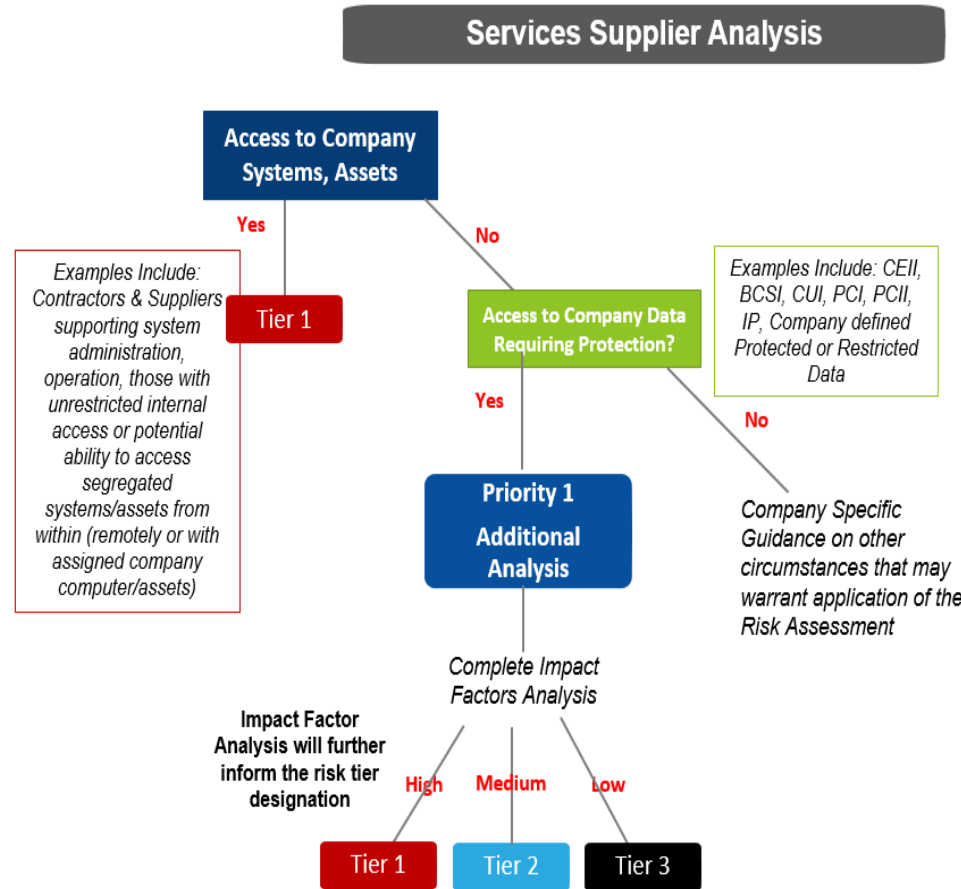 Services Supplier Analysis
Access to Company
Systems, Assets
Yes
No
Examples Include:
Contractors & Suppliers
supporting system
administration,
operation, those with
unrestricted internal
access or potential
ability to access
segregated
systems/assets from
within (remotely or with
assigned company
computer/assets)
Tier 1
Access to Company Data
Requiring Protection?
Examples Include: CEII,
BCSI, CUI, PCI, PCII,
IP, Company defined
Protected or Restricted
Data
Yes
No
Priority 1
Additional
Analysis
Company Specific
Guidance on other
circumstances that may
warrant application of the
Risk Assessment
Complete Impact
Factors Analysis
Impact Factor
Analysis will further
inform the risk tier
designation
High
Medium
Low
Tier 1
Tier 2
Tier 3